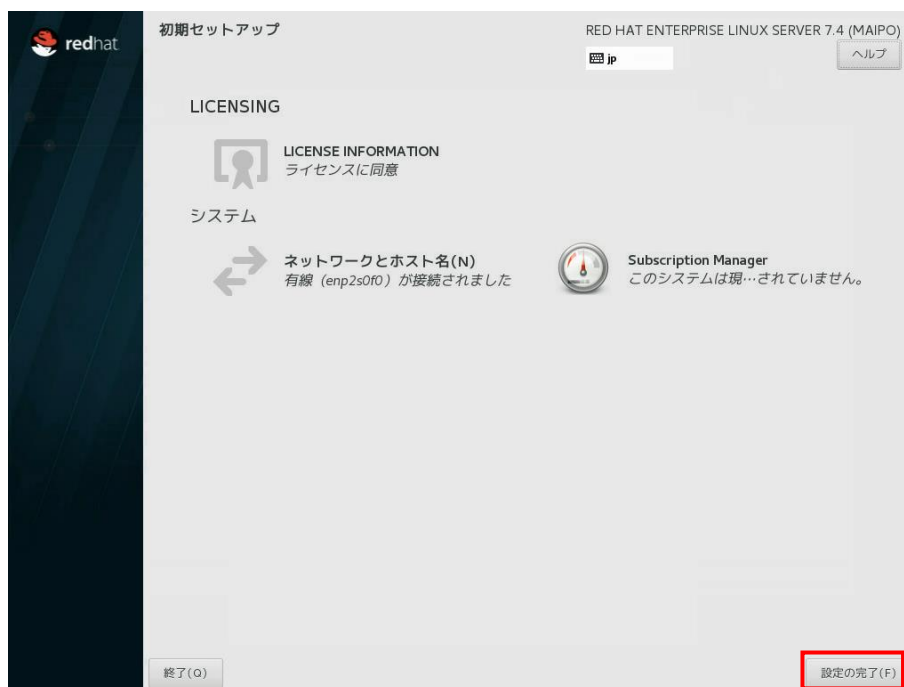 redhat
初期セットアップ
RED HAT ENTERPRISE LINUX SERVER 7.4 (MAIPO)
jp
ヘルプ
LICENSING
LICENSE INFORMATION
ライセンスに同意
システム
ネットワークとホスト名(N)
有線（enp2s0f0）が接続されました
Subscription Manager
このシステムは現…されていません。
終了(Q)
設定の完了(F)